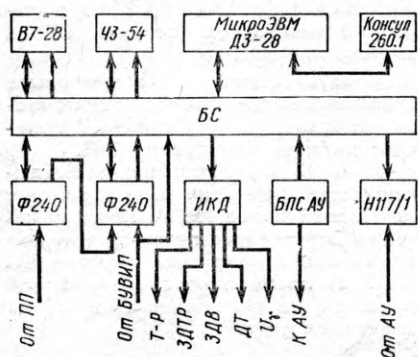 В7-28
Ч3-54
МикроЭВМ
Д3-28
Консул
260.1
БС
Ф240
Ф240
ИКД
БПС АУ
Н117/1
От ПП
От БУВИП
Т-р
ЗДТР
ЗДВ
ДТ
Uγ
К АУ
От АУ